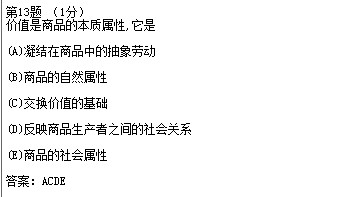 第13题 （1分）
价值是商品的本质属性,它是
(A)凝结在商品中的抽象劳动
(B)商品的自然属性
(C)交换价值的基础
(D)反映商品生产者之间的社会关系
(E)商品的社会属性
答案: ACDE